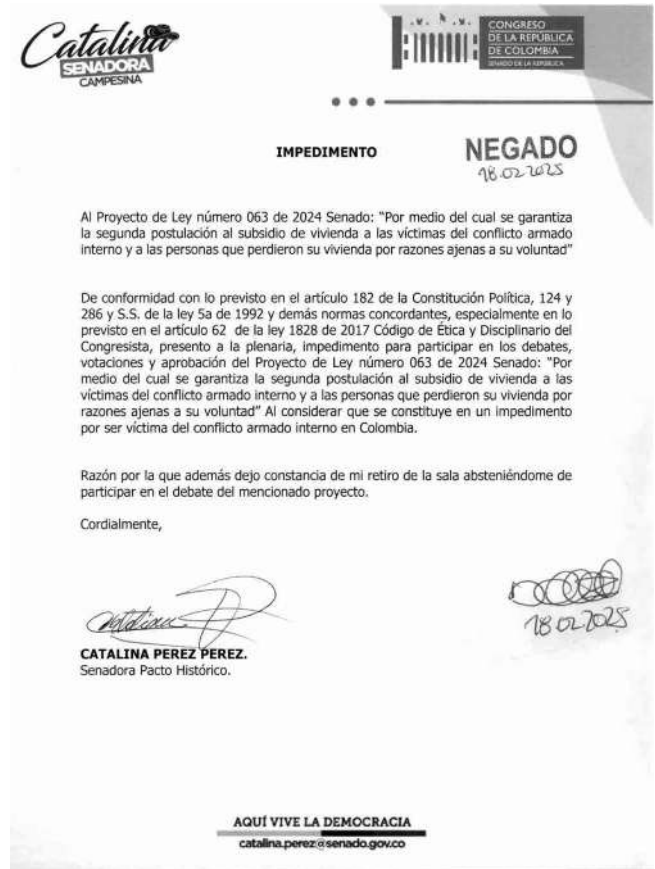 Catalina
SENADORA
CAMPESINA
CONGRESO
DE LA REPÚBLICA
DE COLOMBIA
SENADO DE LA REPÚBLICA
IMPEDIMENTO
NEGADO
18.02.2025
Al Proyecto de Ley número 063 de 2024 Senado: “Por medio del cual se garantiza
la segunda postulación al subsidio de vivienda a las víctimas del conflicto armado
interno y a las personas que perdieron su vivienda por razones ajenas a su voluntad”
De conformidad con lo previsto en el artículo 182 de la Constitución Política, 124 y
286 y S.S. de la ley 5a de 1992 y demás normas concordantes, especialmente en lo
previsto en el artículo 62 de la ley 1828 de 2017 Código de Ética y Disciplinario del
Congresista, presento a la plenaria, impedimento para participar en los debates,
votaciones y aprobación del Proyecto de Ley número 063 de 2024 Senado: “Por
medio del cual se garantiza la segunda postulación al subsidio de vivienda a las
víctimas del conflicto armado interno y a las personas que perdieron su vivienda por
razones ajenas a su voluntad” Al considerar que se constituye en un impedimento
por ser víctima del conflicto armado interno en Colombia.
Razón por la que además dejo constancia de mi retiro de la sala absteniéndome de
participar en el debate del mencionado proyecto.
Cordialmente,
18 02 2025
CATALINA PEREZ PEREZ.
Senadora Pacto Histórico.
AQUÍ VIVE LA DEMOCRACIA
catalina.perez@senado.gov.co